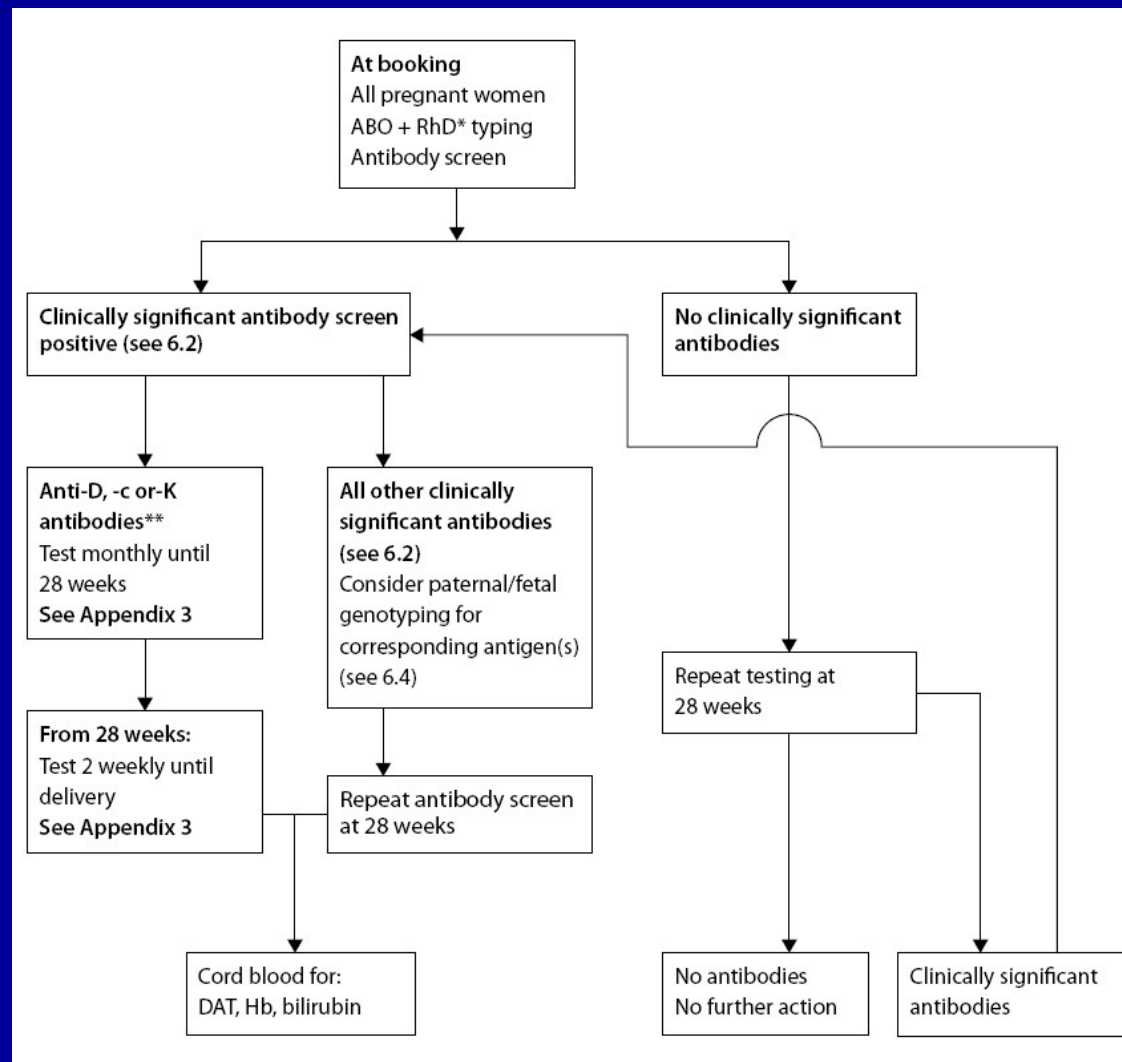 At booking
All pregnant women
ABO + RhD* typing
Antibody screen
Clinically significant antibody screen
positive (see 6.2)
No clinically significant
antibodies
Anti-D, -c or-K
antibodies**
Test monthly until
28 weeks
See Appendix 3
All other clinically
significant antibodies
(see 6.2)
Consider paternal/fetal
genotyping for
corresponding antigen(s)
(see 6.4)
Repeat testing at
28 weeks
From 28 weeks:
Test 2 weekly until
delivery
See Appendix 3
Repeat antibody screen
at 28 weeks
Cord blood for:
DAT, Hb, bilirubin
No antibodies
No further action
Clinically significant
antibodies